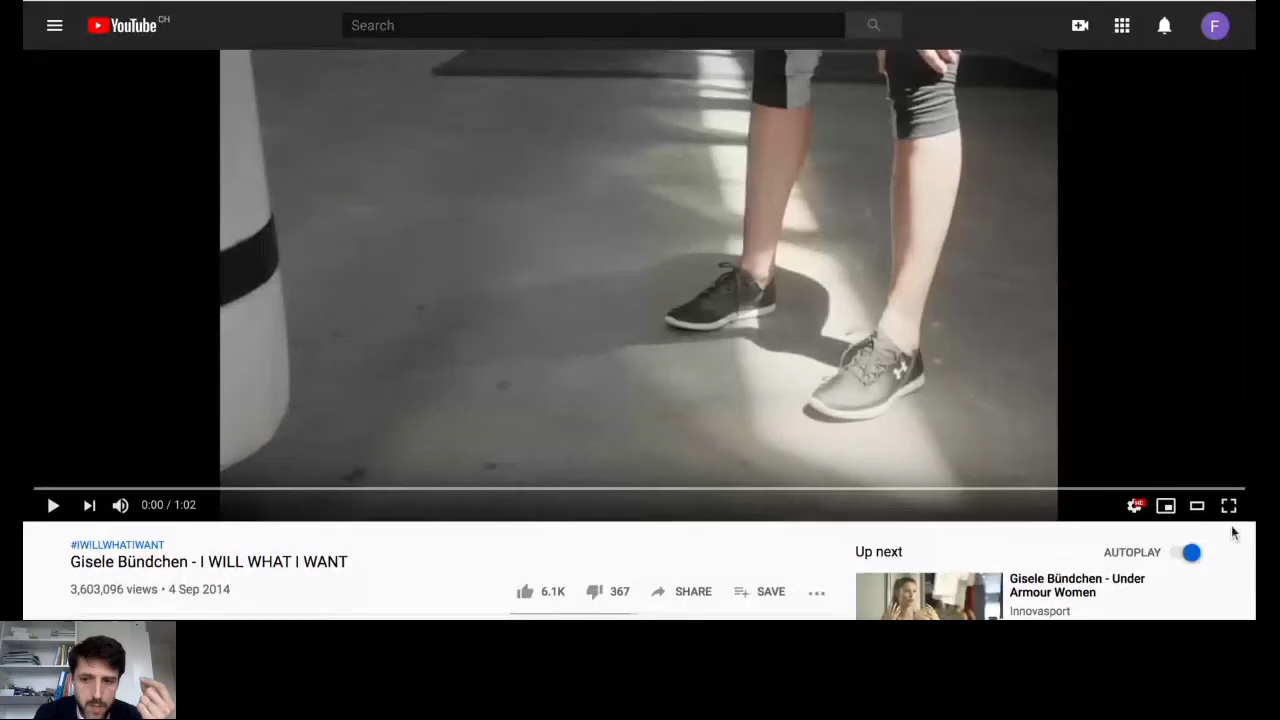 YouTube CH
Search
F
0:00 / 1:02
HD
#IWILLWHATIWANT
Gisele Bündchen - I WILL WHAT I WANT
3,603,096 views • 4 Sep 2014
6.1K 367 SHARE SAVE
Up next AUTOPLAY
Gisele Bündchen - Under
Armour Women
Innovasport